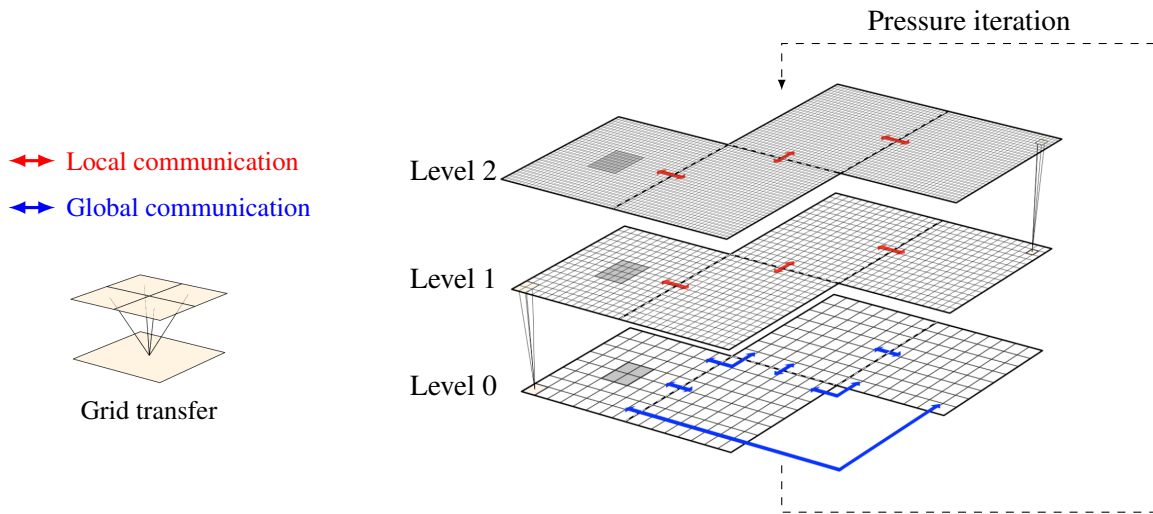 Pressure iteration
Local communication
Global communication
Level 2
Level 1
Level 0
Grid transfer